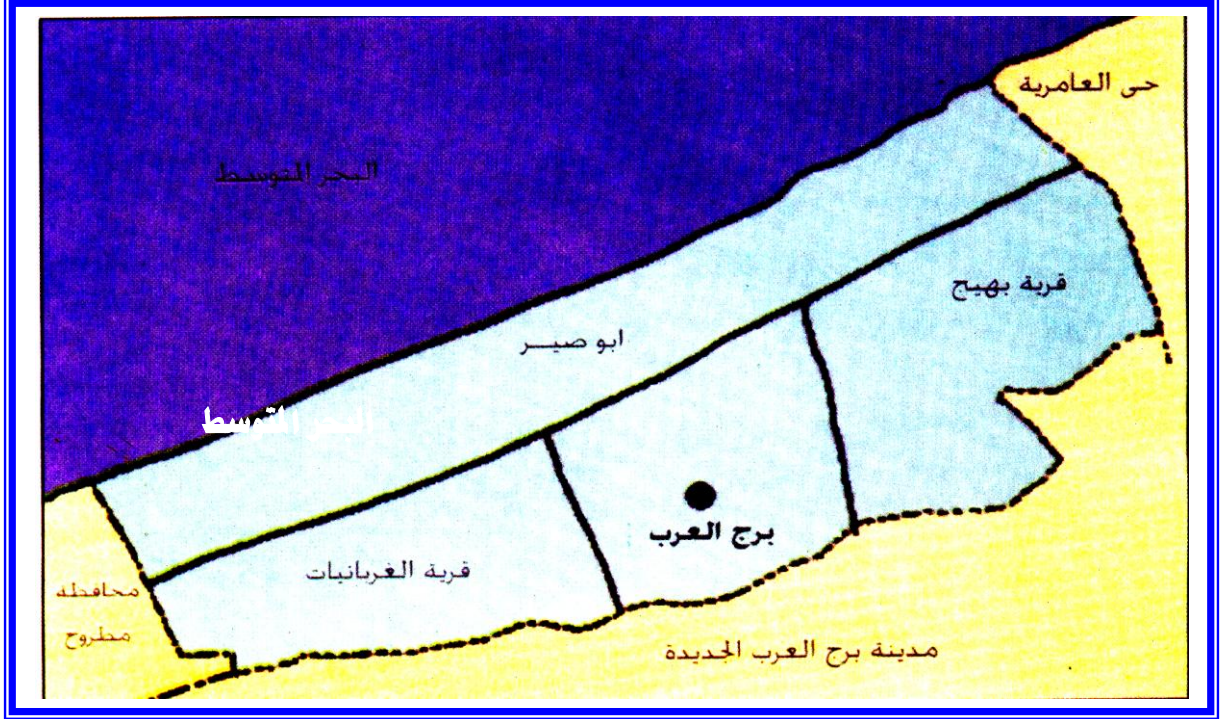 حى العامرية
البحر المتوسط
قرية بهيج
ابو صيــر
البحر المتوسط
برج العرب
قرية الغربانيات
محافظة
مطروح
مدينة برج العرب الجديدة